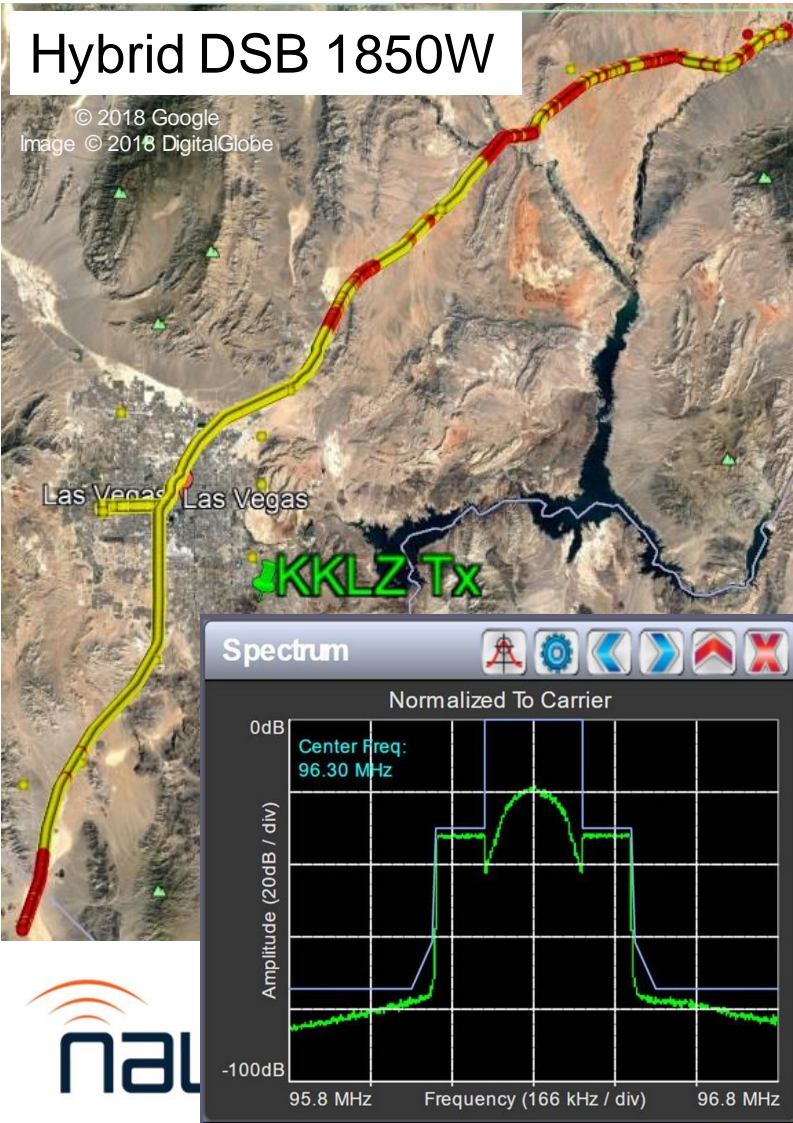 Hybrid DSB 1850W
© 2018 Google
Image © 2018 DigitalGlobe
Las Vegas
Las Vegas
KKLZ Tx
Spectrum
Normalized To Carrier
0dB
Center Freq:
96.30 MHz
Amplitude (20dB / div)
-100dB
95.8 MHz Frequency (166 kHz / div) 96.8 MHz